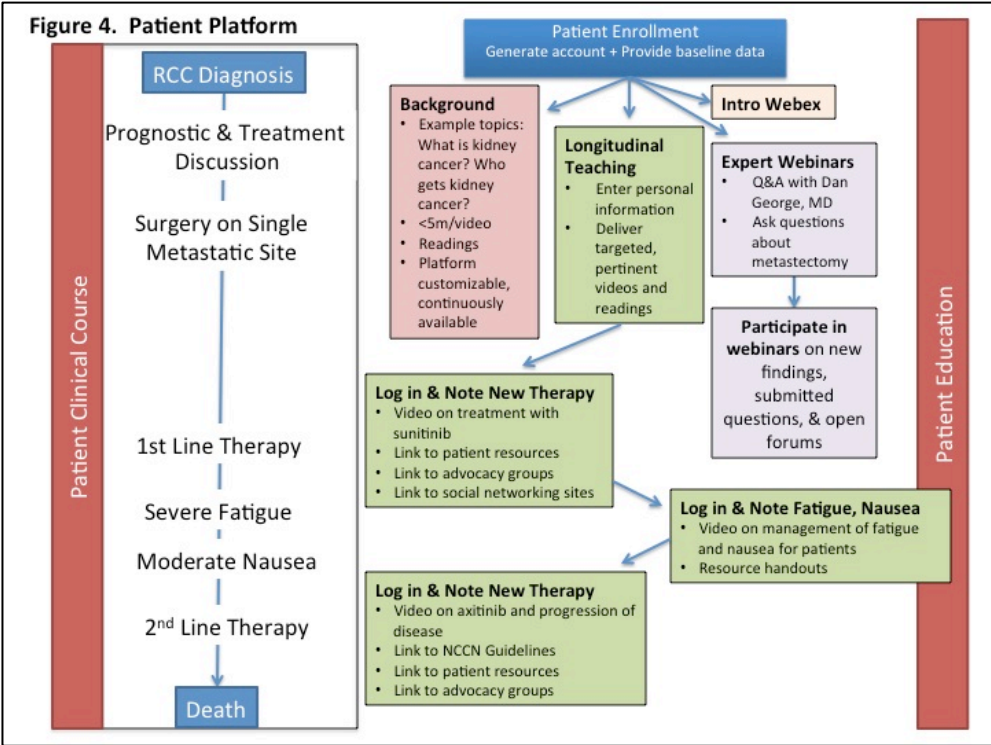 Figure 4.  Patient Platform
Patient Clinical Course
RCC Diagnosis
Prognostic & Treatment
Discussion
Surgery on Single
Metastatic Site
1st Line Therapy
Severe Fatigue
Moderate Nausea
2nd Line Therapy
Death
Patient Enrollment
Generate account + Provide baseline data
Background
• Example topics:
What is kidney
cancer? Who
gets kidney
cancer?
• <5m/video
• Readings
• Platform
customizable,
continuously
available
Longitudinal
Teaching
• Enter personal
information
• Deliver
targeted,
pertinent
videos and
readings
Intro Webex
Expert Webinars
• Q&A with Dan
George, MD
• Ask questions
about
metastectomy
Participate in
webinars on new
findings,
submitted
questions, & open
forums
Log in & Note New Therapy
• Video on treatment with
sunitinib
• Link to patient resources
• Link to advocacy groups
• Link to social networking sites
Log in & Note Fatigue, Nausea
• Video on management of fatigue
and nausea for patients
• Resource handouts
Log in & Note New Therapy
• Video on axitinib and progression of
disease
• Link to NCCN Guidelines
• Link to patient resources
• Link to advocacy groups
Patient Education